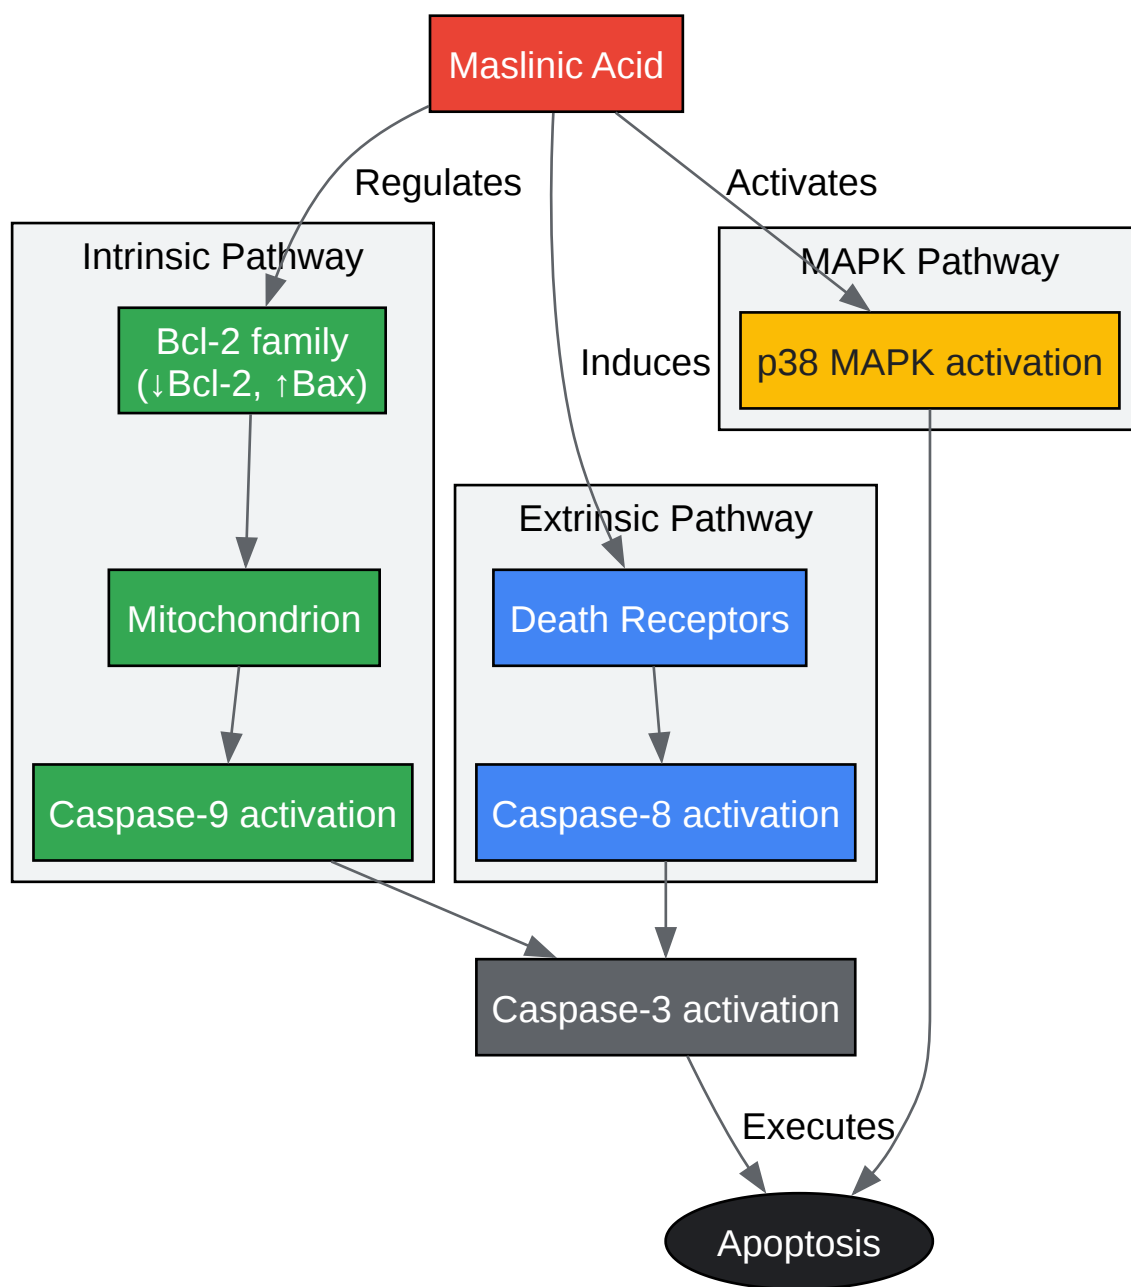 Maslinic Acid
Regulates
Activates
Intrinsic Pathway
MAPK Pathway
Bcl-2 family
(↓Bcl-2, ↑Bax)
Induces
p38 MAPK activation
Extrinsic Pathway
Mitochondrion
Death Receptors
Caspase-9 activation
Caspase-8 activation
Caspase-3 activation
Executes
Apoptosis